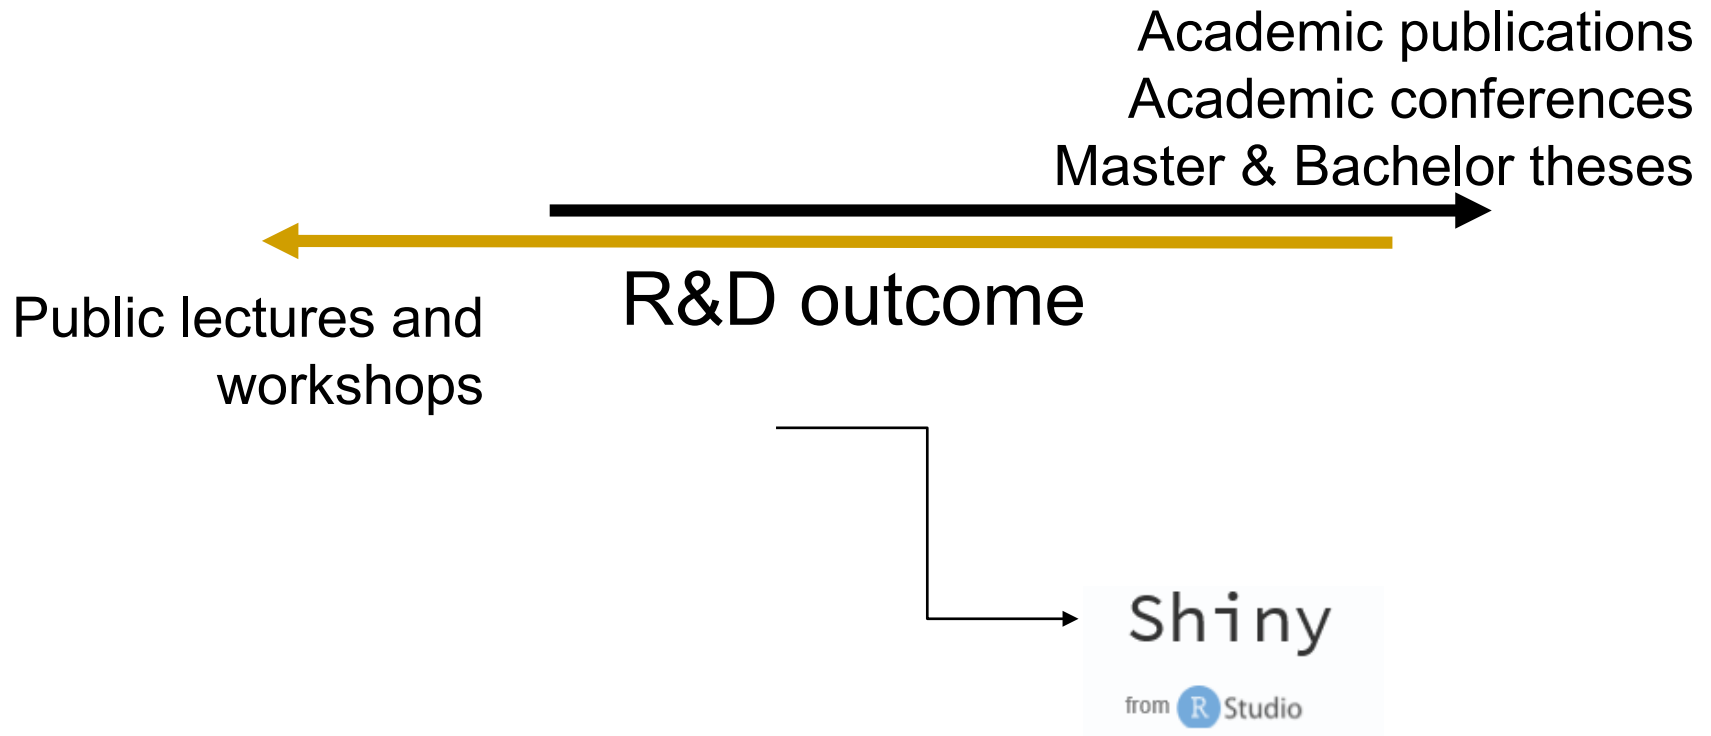 Academic publications
Academic conferences
Master & Bachelor theses
R&D outcome
Public lectures and
workshops
Shiny
from R Studio